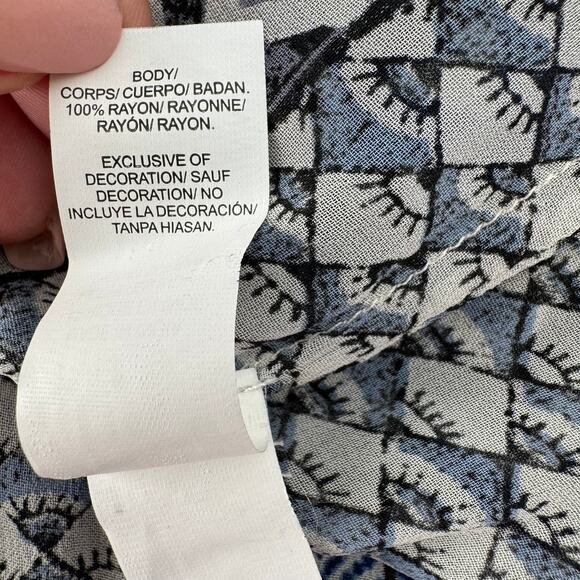 BODY/
CORPS/ CUERPO/ BADAN.
100% RAYON/ RAYONNE/
RAYÓN/ RAYON.
EXCLUSIVE OF
DECORATION/ SAUF
DECORATION/ NO
INCLUYE LA DECORACIÓN/
TANPA HIASAN.